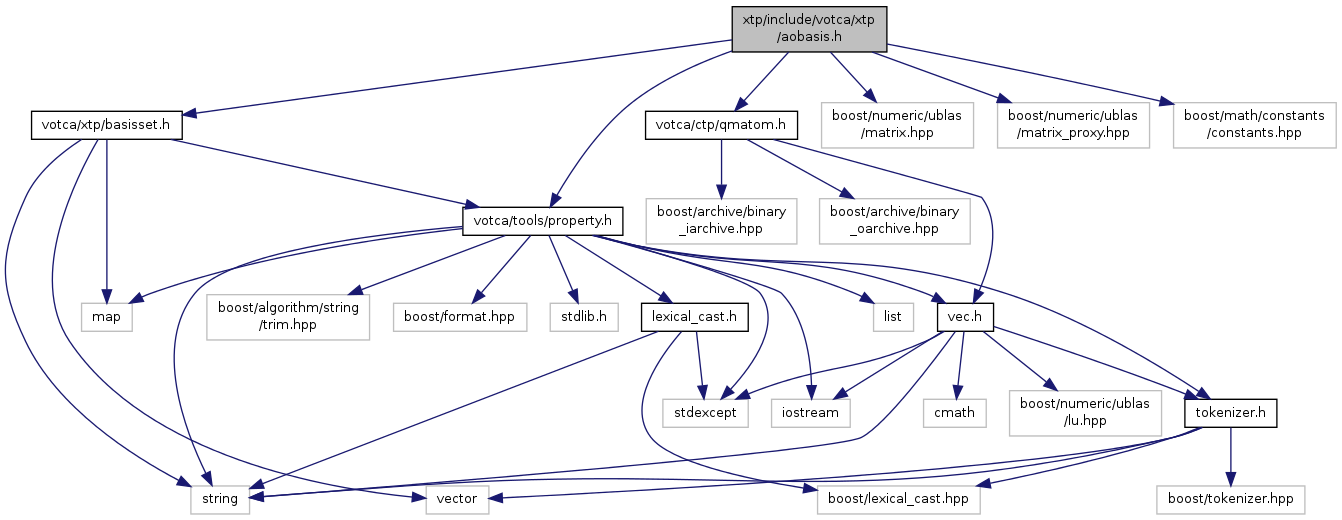 xtp/include/votca/xtp
/aobasis.h
votca/xtp/basisset.h
votca/ctp/qmatom.h
boost/numeric/ublas
/matrix.hpp
boost/numeric/ublas
/matrix_proxy.hpp
boost/math/constants
/constants.hpp
votca/tools/property.h
boost/archive/binary
_iarchive.hpp
boost/archive/binary
_oarchive.hpp
map
boost/algorithm/string
/trim.hpp
boost/format.hpp
stdlib.h
lexical_cast.h
list
vec.h
stdexcept
iostream
cmath
boost/numeric/ublas
/lu.hpp
tokenizer.h
string
vector
boost/lexical_cast.hpp
boost/tokenizer.hpp